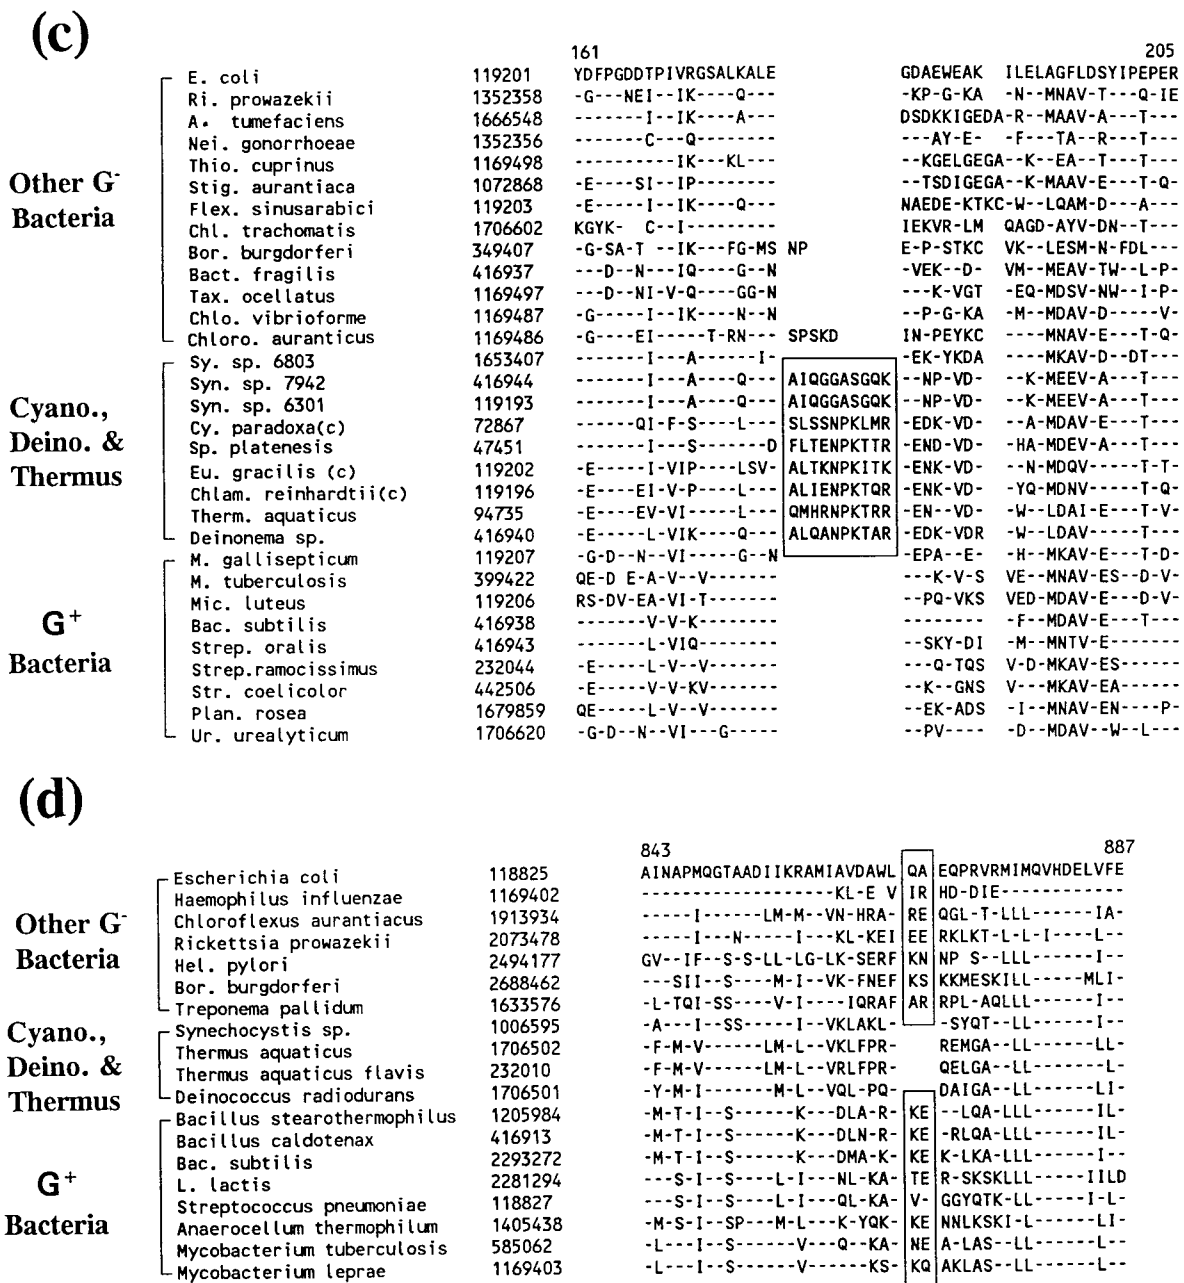 (c)
161 205
E. coli 119201 YDFPGDDTPIVRGSALKALE GDAEWEAK ILELAGFLDSYIPEPER
Ri. prowazekii 1352358 -G---NEI--IK----Q--- -KP-G-KA -N--MNAV-T---Q-IE
A. tumefaciens 1666548 -------I--IK----A--- DSDKKIGEDA-R--MAAV-A---T---
Nei. gonorrhoeae 1352356 -------C---Q-------- ---AY-E- -F---TA--R---T---
Thio. cuprinus 1169498 ----------IK---KL--- --KGELGEGA--K--EA--T---T---
Stig. aurantiaca 1072868 -E----SI--IP-------- --TSDIGEGA--K-MAAV-E---T-Q-
Flex. sinusarabici 119203 -E-----I--IK----Q--- NAEDE-KTKC-W--LQAM-D---A---
Other G-
Bacteria
Chl. trachomatis 1706602 KGYK- C--I---------- IEKVR-LM QAGD-AYV-DN--T----
Bor. burgdorferi 349407 -G-SA-T --IK---FG-MS NP E-P-STKC VK--LESM-N-FDL---
Bact. fragilis 416937 ---D--N---IQ----G--N -VEK--D- VM--MEAV-TW--L-P-
Tax. ocellatus 1169497 ---D--NI-V-Q----GG-N ---K-VGT -EQ-MDSV-NW--I-P-
Chlo. vibrioforme 1169487 -G-----I--IK----N--N --P-G-KA -M--MDAV-D-----V-
Chloro. auranticus 1169486 -G----EI-----T-RN--- SPSKD IN-PEYKC ----MNAV-E---T-Q-
Sy. sp. 6803 1653407 -------I---A------I- -EK-YKDA ----MKAV-D--DT---
Syn. sp. 7942 416944 -------I---A----Q--- AIQGGASGQK --NP-VD- --K-MEEV-A---T---
Syn. sp. 6301 119193 -------I---A----Q--- AIQGGASGQK --NP-VD- --K-MEEV-A---T---
Cyano.,
Deino. &
Thermus
Cy. paradoxa(c) 72867 ------QI-F-S----L--- SLSSNPKLMR -EDK-VD- --A-MDAV-D---T---
Sp. platenesis 47451 -------I---S-------D FLTENPKTTR -END-VD- -HA-MDEV-A---T---
Eu. gracilis (c) 119202 -E-----I-VIP----LSV- ALTKNPKITK -ENK-VD- --N-MDQV-----T-T-
Chlam. reinhardtii(c) 119196 -E----EI-V-P----L--- ALIENPKTQR -ENK-VD- -YQ-MDNV-----T-Q-
Therm. aquaticus 94735 -E----EV-VI-----L--- QMHRNPKTRR -EN--VD- -W--LDAI-E---T-V-
Deinonema sp. 416940 -E-----L-VIK----Q--- ALQANPKTAR -EDK-VDR -W--LDAV-----T---
M. gallisepticum 119207 -G-D--N--VI----G--N -EPA--E- -H--MKAV-E---T-D-
M. tuberculosis 399422 QE-D E-A-V--V------- ---K-V-S VE--MNAV-ES--D-V-
Mic. luteus 119206 RS-DV-EA-VI-T------- --PQ-VKS VED-MDAV-E---D-V-
G+
Bacteria
Bac. subtilis 416938 -------V-V-K-------- -------- --F--MDAV-E---T---
Strep. oralis 416943 -------L-VIQ-------- --SKY-DI -M--MNTV-E-------
Strep.ramocissimus 232044 -E-----L-V--V------- ---Q-TQS V-D-MKAV-ES------
Str. coelicolor 442506 -E-----V-V-KV------- --K--GNS V---MKAV-EA------
Plan. rosea 1679859 QE-----L-V--V------- --EK-ADS -I--MNAV-EN----P-
Ur. urealyticum 1706620 -G-D--N--VI---G----- --PV---- -D--MDAV--W--L---
(d)
843 887
Escherichia coli 118825 AINAPMQGTAADIIKRAMIAVDAWL QA EQPRVRMIMQVHDELVFE
Haemophilus influenzae 1169402 -------------------KL-E V IR HD-DIE------------
Other G-
Bacteria
Chloroflexus aurantiacus 1913934 -----I------LM-M--VN-HRA- RE QGL-T-LLL------IA-
Rickettsia prowazekii 2073478 -----I---N-----I---KL-KEI EE RKLKT-L-L-I----L--
Hel. pylori 2494177 GV--IF--S-S-LL-LG-LK-SERF KN NP S--LLL------I--
Bor. burgdorferi 2688462 ---SII--S----M-I--VK-FNEF KS KKMESKILL----MLI-
Treponema pallidum 1633576 -L-TQI-SS----V-I----IQRAF AR RPL-AQLLL------I--
Cyano.,
Deino. &
Thermus
Synechocystis sp. 1006595 -A---I--SS-----I--VKLAKL- -SYQT--LL------I--
Thermus aquaticus 1706502 -F-M-V------LM-L--VKLFPR- REMGA--LL------LL-
Thermus aquaticus flavis 232010 -F-M-V------LM-L--VRLFPR- QELGA--LL------LL-
Deinococcus radiodurans 1706501 -Y-M-I------M-L--VQL-PQ- DAIGA--LL------LI-
Bacillus stearothermophilus 1205984 -M-T-I--S------K---DLA-R- KE --LQA-LLL------IL-
Bacillus caldotenax 416913 -M-T-I--S------K---DLN-R- KE -RLQA-LLL------IL-
Bac. subtilis 2293272 -M-T-I--S------K---DMA-K- KE K-LKA-LLL------I--
G+
Bacteria
L. lactis 2281294 ---S-I--S----L-I---NL-KA- TE R-SKSKLLL-----IILD
Streptococcus pneumoniae 118827 ---S-I--S----L-I---QL-KA- V- GGYQTK-LL------I-L-
Anaerocellum thermophilum 1405438 -M-S-I--SP---M-L---K-YQK- KE NNLKSKI-L------LI-
Mycobacterium tuberculosis 585062 -L---I--S------V---Q--KA- NE A-LAS--LL------L--
Mycobacterium leprae 1169403 -L---I--S------V------KS- KQ AKLAS--LL------L--